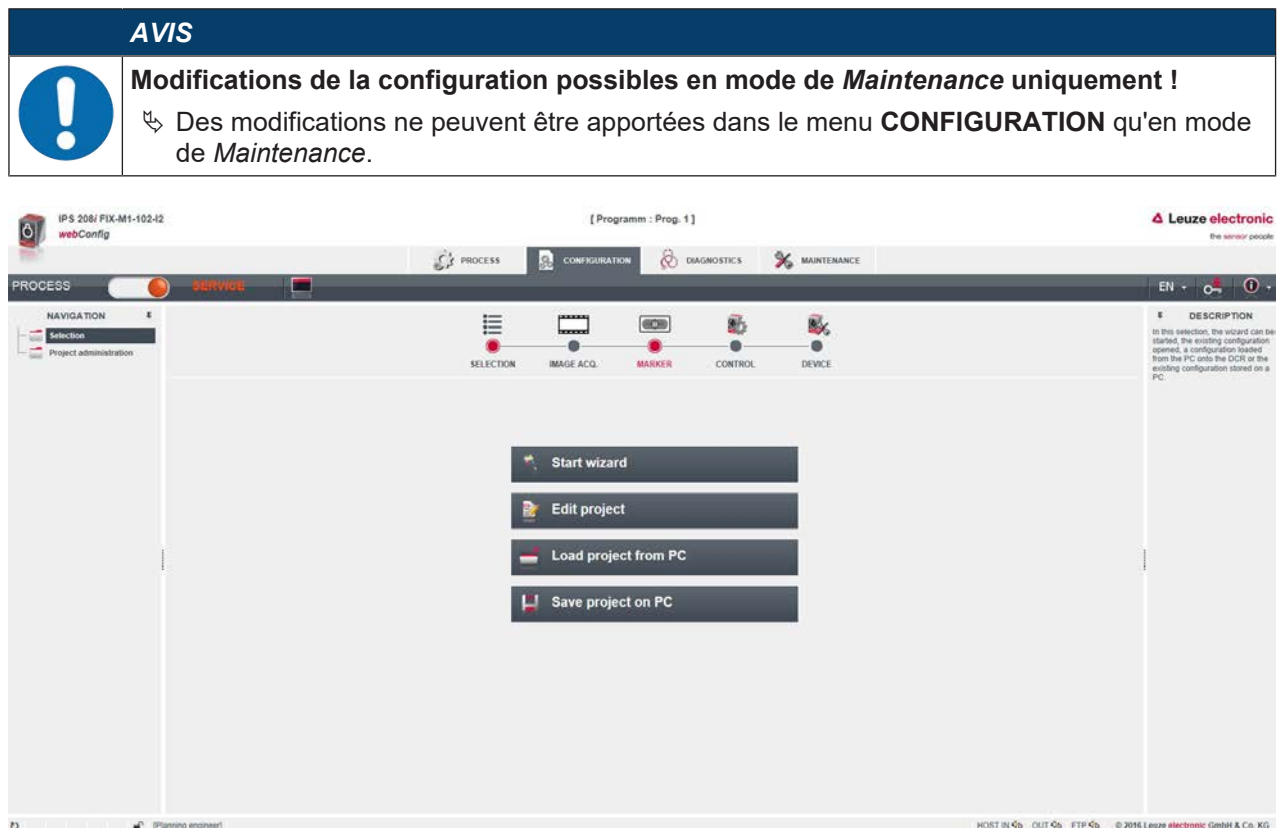 AVIS
Modifications de la configuration possibles en mode de Maintenance uniquement !
Des modifications ne peuvent être apportées dans le menu CONFIGURATION qu'en mode
de Maintenance.
IPS 208i FIX-M1-102-I2
webConfig
[ Programm : Prog. 1 ]
Leuze electronic
the sensor people
PROCESS
CONFIGURATION
DIAGNOSTICS
MAINTENANCE
PROCESS
SERVICE
EN
NAVIGATION
Selection
Project administration
SELECTION
IMAGE ACQ.
MARKER
CONTROL
DEVICE
DESCRIPTION
In this selection, the wizard can be
started, the existing configuration
opened, a configuration loaded
from the PC onto the DCR or the
existing configuration stored on a
PC.
Start wizard
Edit project
Load project from PC
Save project on PC
[Planning engineer]
HOST IN OUT FTP © 2016 Leuze electronic GmbH & Co. KG